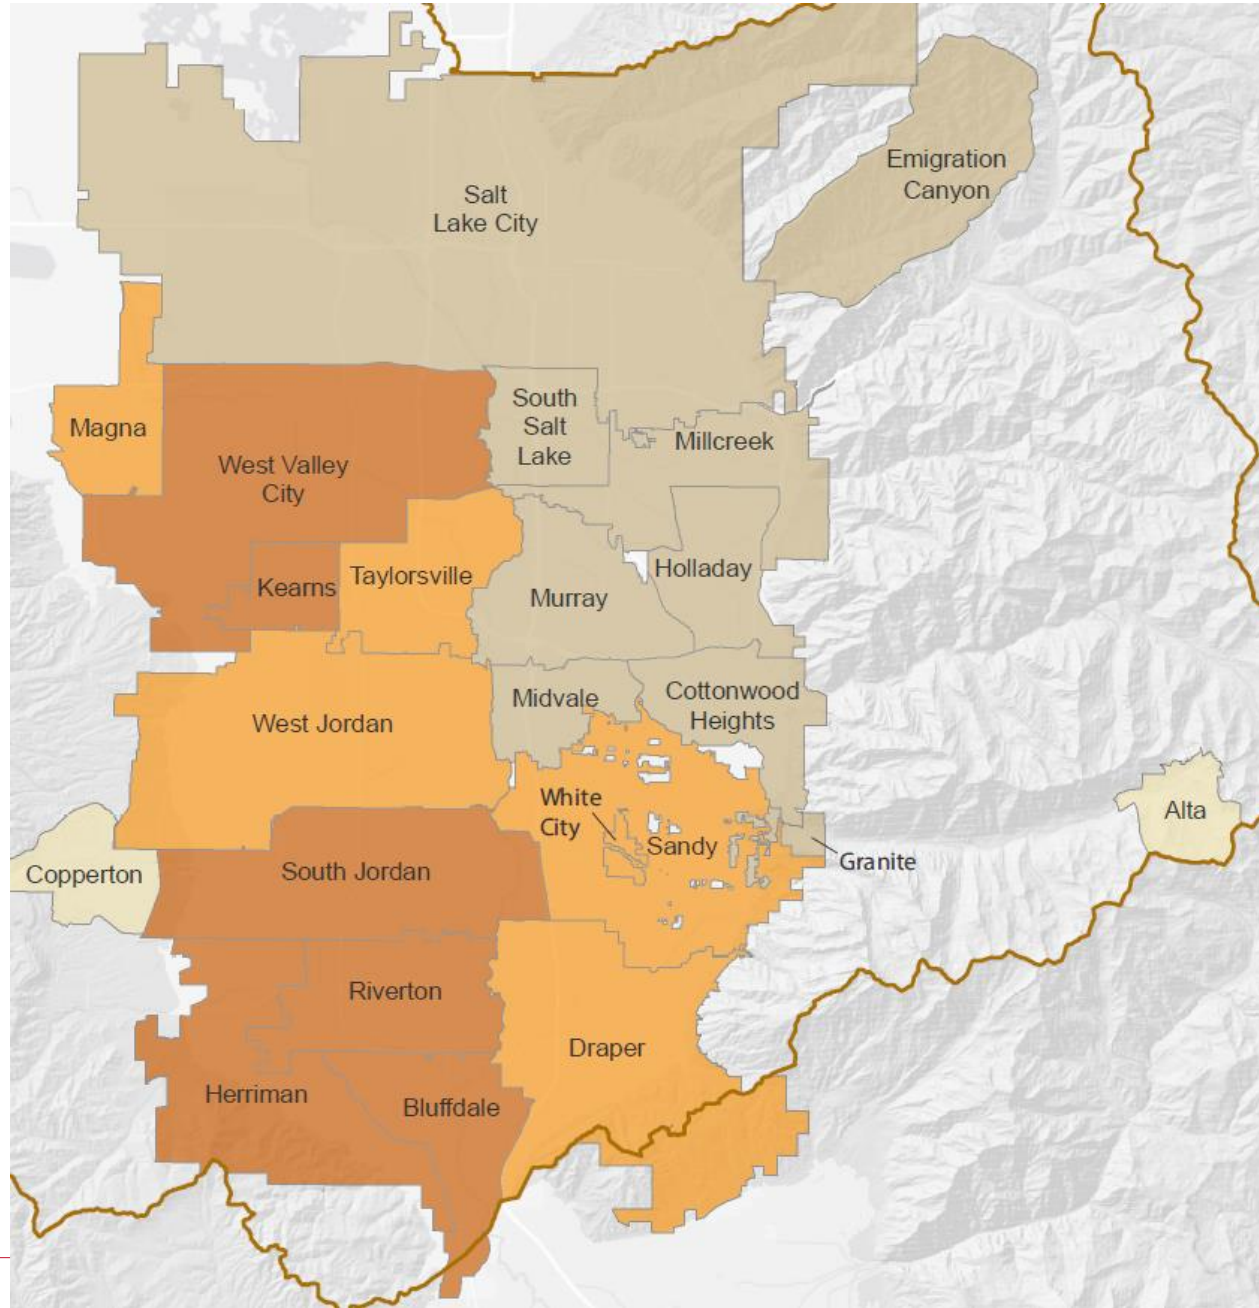 Emigration
Canyon
Salt
Lake City
South
Salt
Lake
Magna
Millcreek
West Valley
City
Holladay
Taylorsville
Kearns
Murray
Midvale
Cottonwood
Heights
West Jordan
White
City
Alta
Sandy
Granite
Copperton
South Jordan
Riverton
Draper
Herriman
Bluffdale